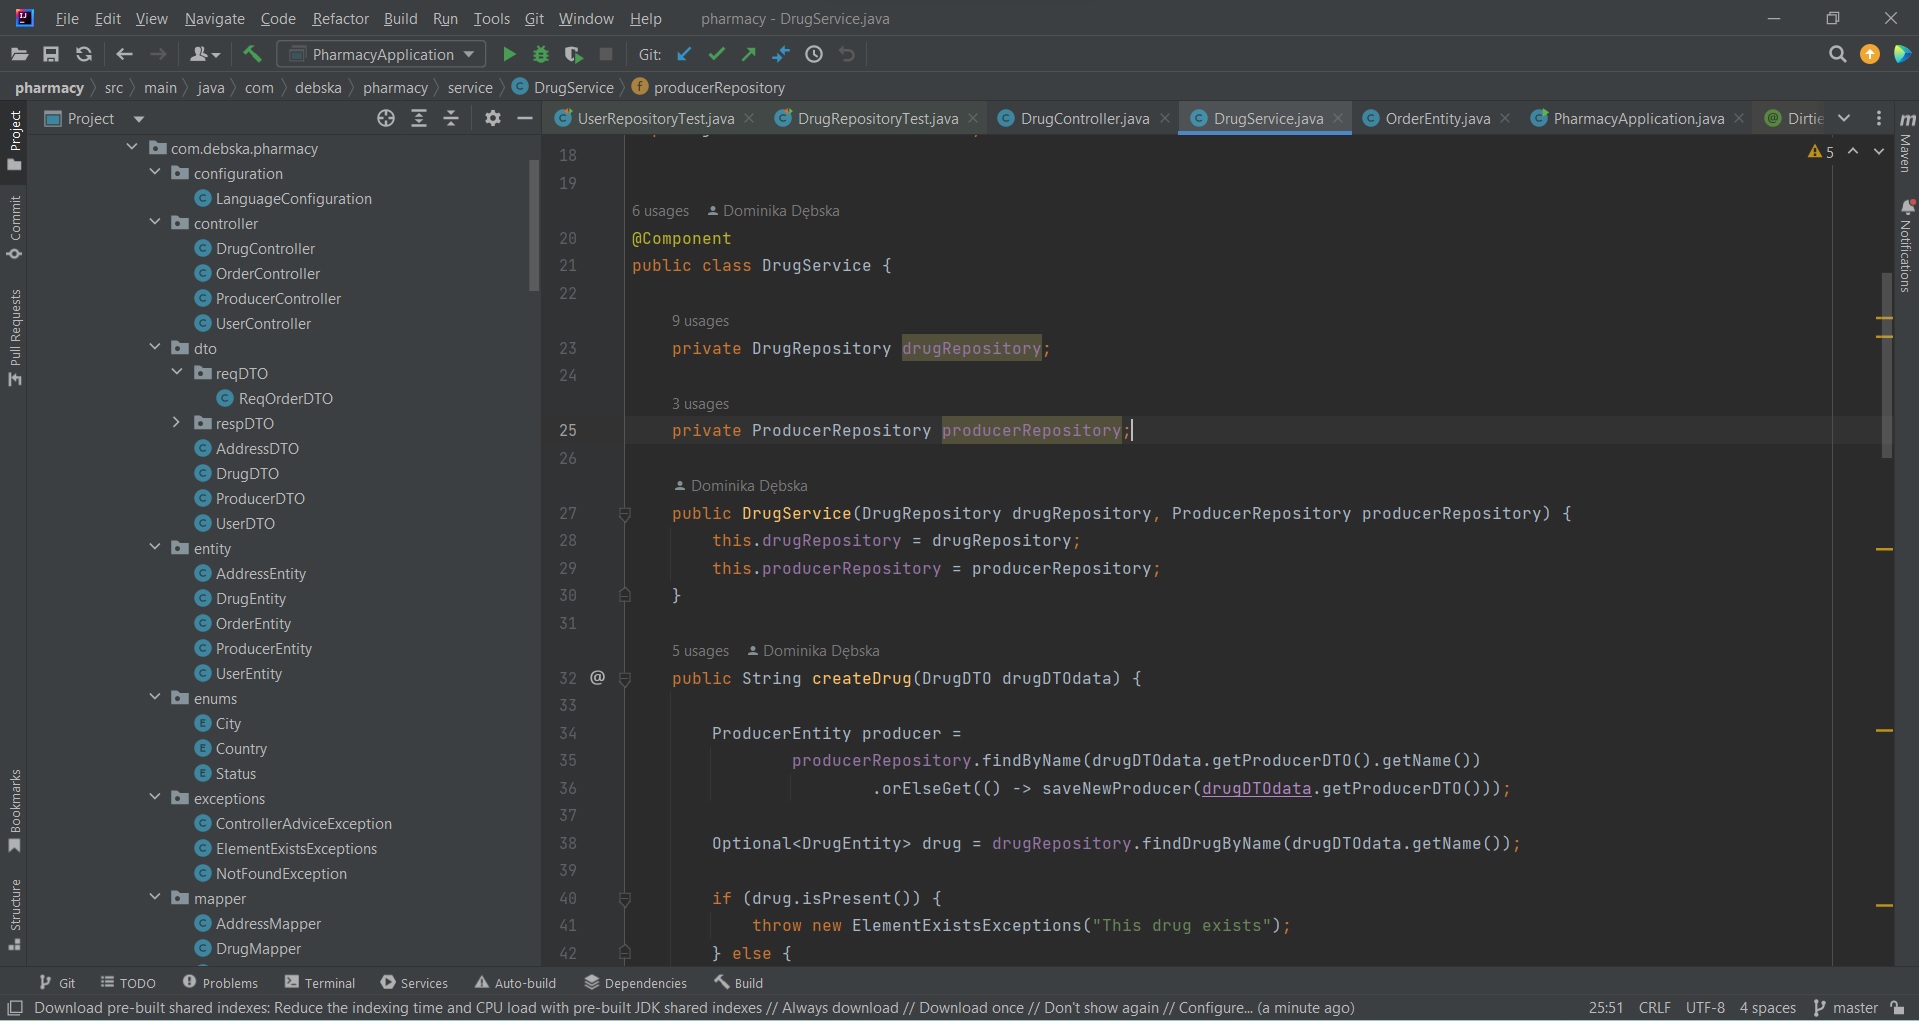 File Edit View Navigate Code Refactor Build Run Tools Git Window Help pharmacy - DrugService.java
PharmacyApplication Git:
pharmacy src main java com debska pharmacy service DrugService producerRepository
Project
Commit
Pull Requests
Bookmarks
Structure
Project
com.debska.pharmacy
configuration
LanguageConfiguration
controller
DrugController
OrderController
ProducerController
UserController
dto
reqDTO
ReqOrderDTO
respDTO
AddressDTO
DrugDTO
ProducerDTO
UserDTO
entity
AddressEntity
DrugEntity
OrderEntity
ProducerEntity
UserEntity
enums
City
Country
Status
exceptions
ControllerAdviceException
ElementExistsExceptions
NotFoundException
mapper
AddressMapper
DrugMapper
UserRepositoryTest.java DrugRepositoryTest.java DrugController.java DrugService.java OrderEntity.java PharmacyApplication.java Dirtie
5
18
19
6 usages Dominika Dębska
20 @Component
21 public class DrugService {
22
9 usages
23 private DrugRepository drugRepository;
24
3 usages
25 private ProducerRepository producerRepository;
26
Dominika Dębska
27 public DrugService(DrugRepository drugRepository, ProducerRepository producerRepository) {
28 this.drugRepository = drugRepository;
29 this.producerRepository = producerRepository;
30 }
31
5 usages Dominika Dębska
32 @ public String createDrug(DrugDTO drugDTOdata) {
33
34 ProducerEntity producer =
35 producerRepository.findByName(drugDTOdata.getProducerDTO().getName())
36 .orElseGet(() -> saveNewProducer(drugDTOdata.getProducerDTO()));
37
38 Optional<DrugEntity> drug = drugRepository.findDrugByName(drugDTOdata.getName());
39
40 if (drug.isPresent()) {
41 throw new ElementExistsExceptions("This drug exists");
42 } else {
m Maven
Notifications
Git TODO Problems Terminal Services Auto-build Dependencies Build
Download pre-built shared indexes: Reduce the indexing time and CPU load with pre-built JDK shared indexes // Always download // Download once // Don't show again // Configure... (a minute ago) 25:51 CRLF UTF-8 4 spaces master